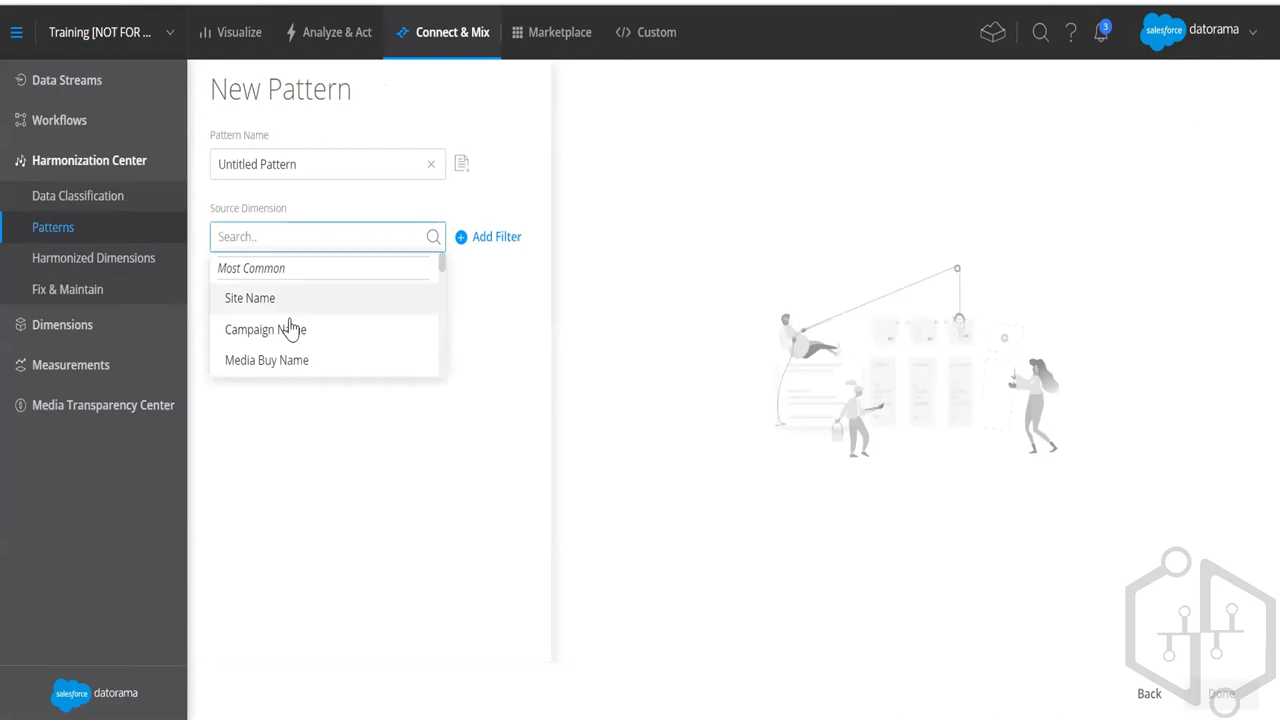 Training [NOT FOR ...
Visualize
Analyze & Act
Connect & Mix
Marketplace
Custom
3
salesforce
datorama
Data Streams
Workflows
Harmonization Center
Data Classification
Patterns
Harmonized Dimensions
Fix & Maintain
Dimensions
Measurements
Media Transparency Center
salesforce
datorama
New Pattern
Pattern Name
Untitled Pattern
Source Dimension
Search..
Add Filter
Most Common
Site Name
Campaign Name
Media Buy Name
Back
Done